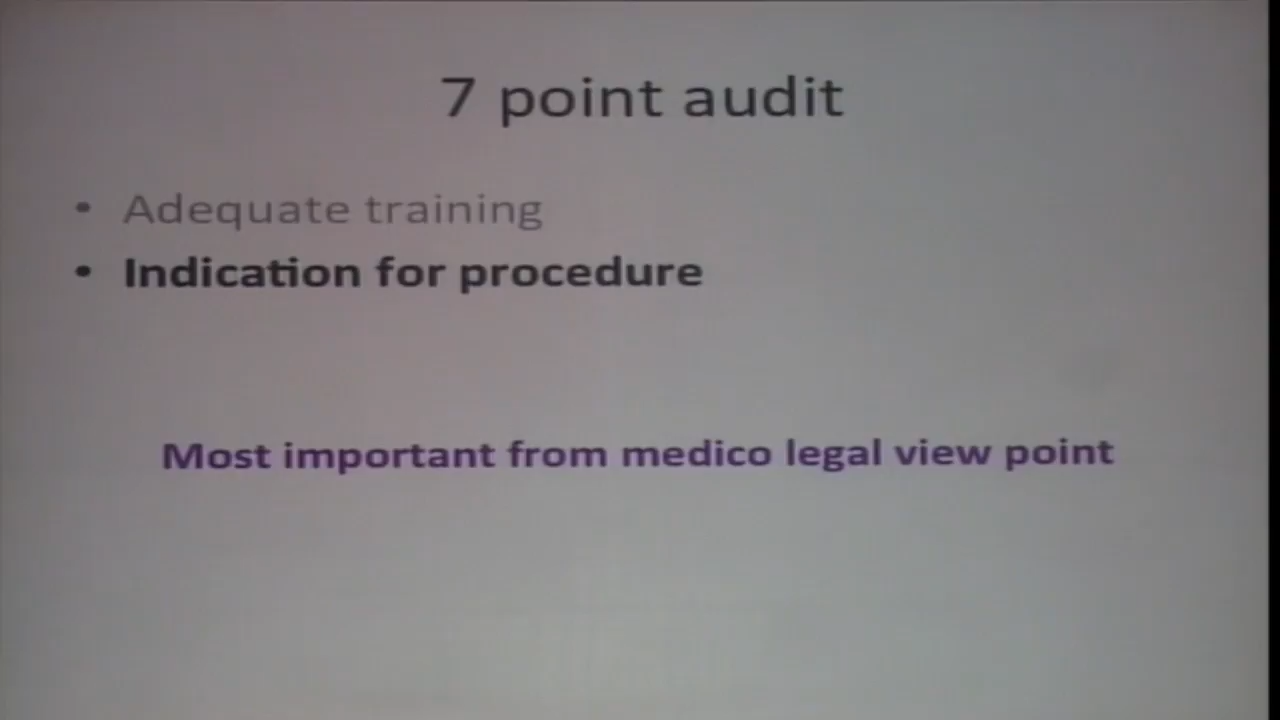 7 point audit
• Adequate training
• Indication for procedure
Most important from medico legal view point